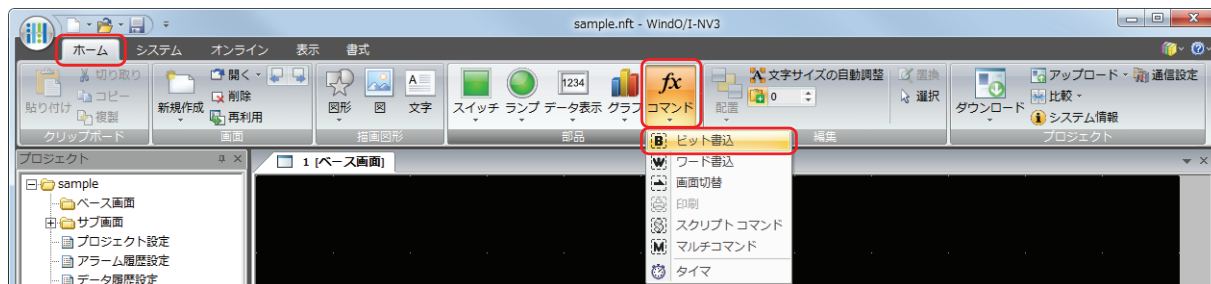 sample.nft - WindO/I-NV3
ホーム システム オンライン 表示 書式
切り取り
コピー
複製
貼り付け
クリップボード
新規作成
開く
削除
再利用
画面
図形 図 文字
A
描画図形
スイッチ ランプ データ表示 グラフ コマンド
1234
fx
部品
配置
文字サイズの自動調整
0
置換
選択
編集
ダウンロード
アップロード 通信設定
比較
システム情報
プロジェクト
B ビット書込
W ワード書込
画面切替
印刷
S スクリプトコマンド
M マルチコマンド
タイマ
プロジェクト
1 [ベース画面]
sample
ベース画面
サブ画面
プロジェクト設定
アラーム履歴設定
データ履歴設定